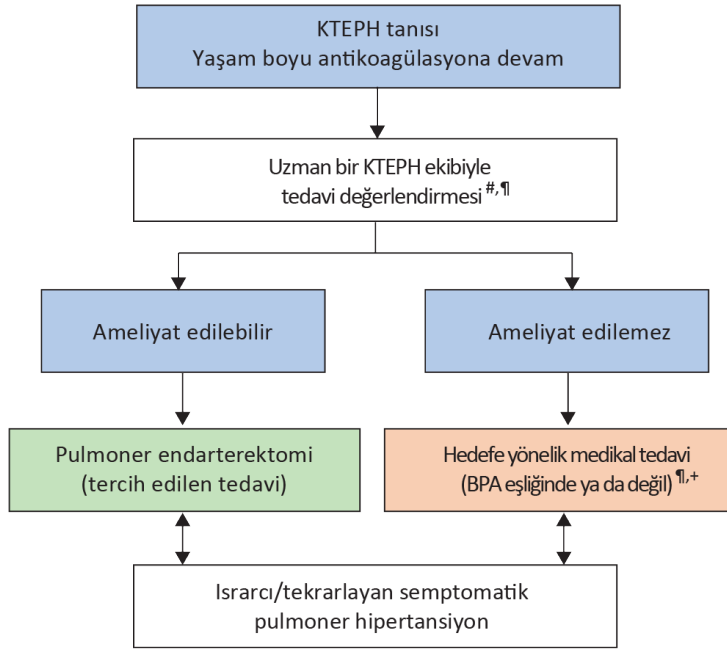 KTEPH tanısı
Yaşam boyu antikoagülasyona devam
Uzman bir KTEPH ekibiyle
tedavi değerlendirmesi #,¶
Ameliyat edilebilir
Ameliyat edilemez
Pulmoner endarterektomi
(tercih edilen tedavi)
Hedefe yönelik medikal tedavi
(BPA eşliğinde ya da değil) ¶,+
Israrcı/tekrarlayan semptomatik
pulmoner hipertansiyon